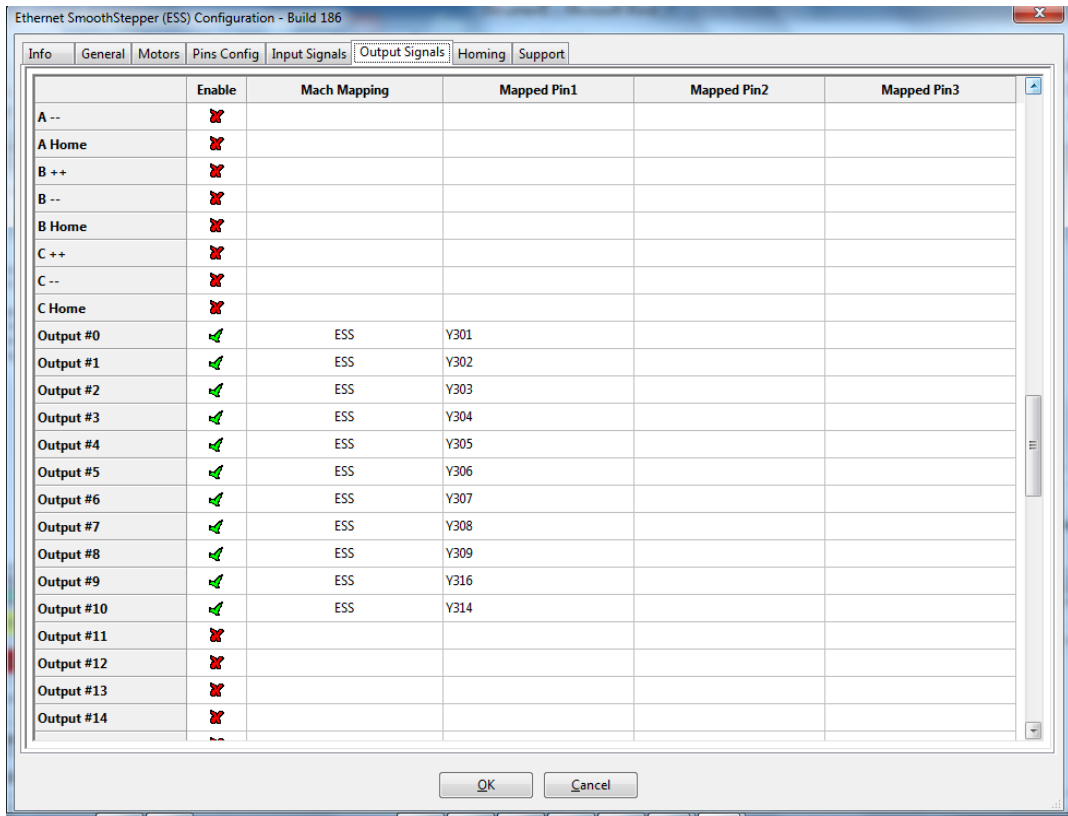 Ethernet SmoothStepper (ESS) Configuration - Build 186
Info General Motors Pins Config Input Signals Output Signals Homing Support
Enable Mach Mapping Mapped Pin1 Mapped Pin2 Mapped Pin3
A --
A Home
B ++
B --
B Home
C ++
C --
C Home
Output #0 ESS Y301
Output #1 ESS Y302
Output #2 ESS Y303
Output #3 ESS Y304
Output #4 ESS Y305
Output #5 ESS Y306
Output #6 ESS Y307
Output #7 ESS Y308
Output #8 ESS Y309
Output #9 ESS Y316
Output #10 ESS Y314
Output #11
Output #12
Output #13
Output #14
OK Cancel